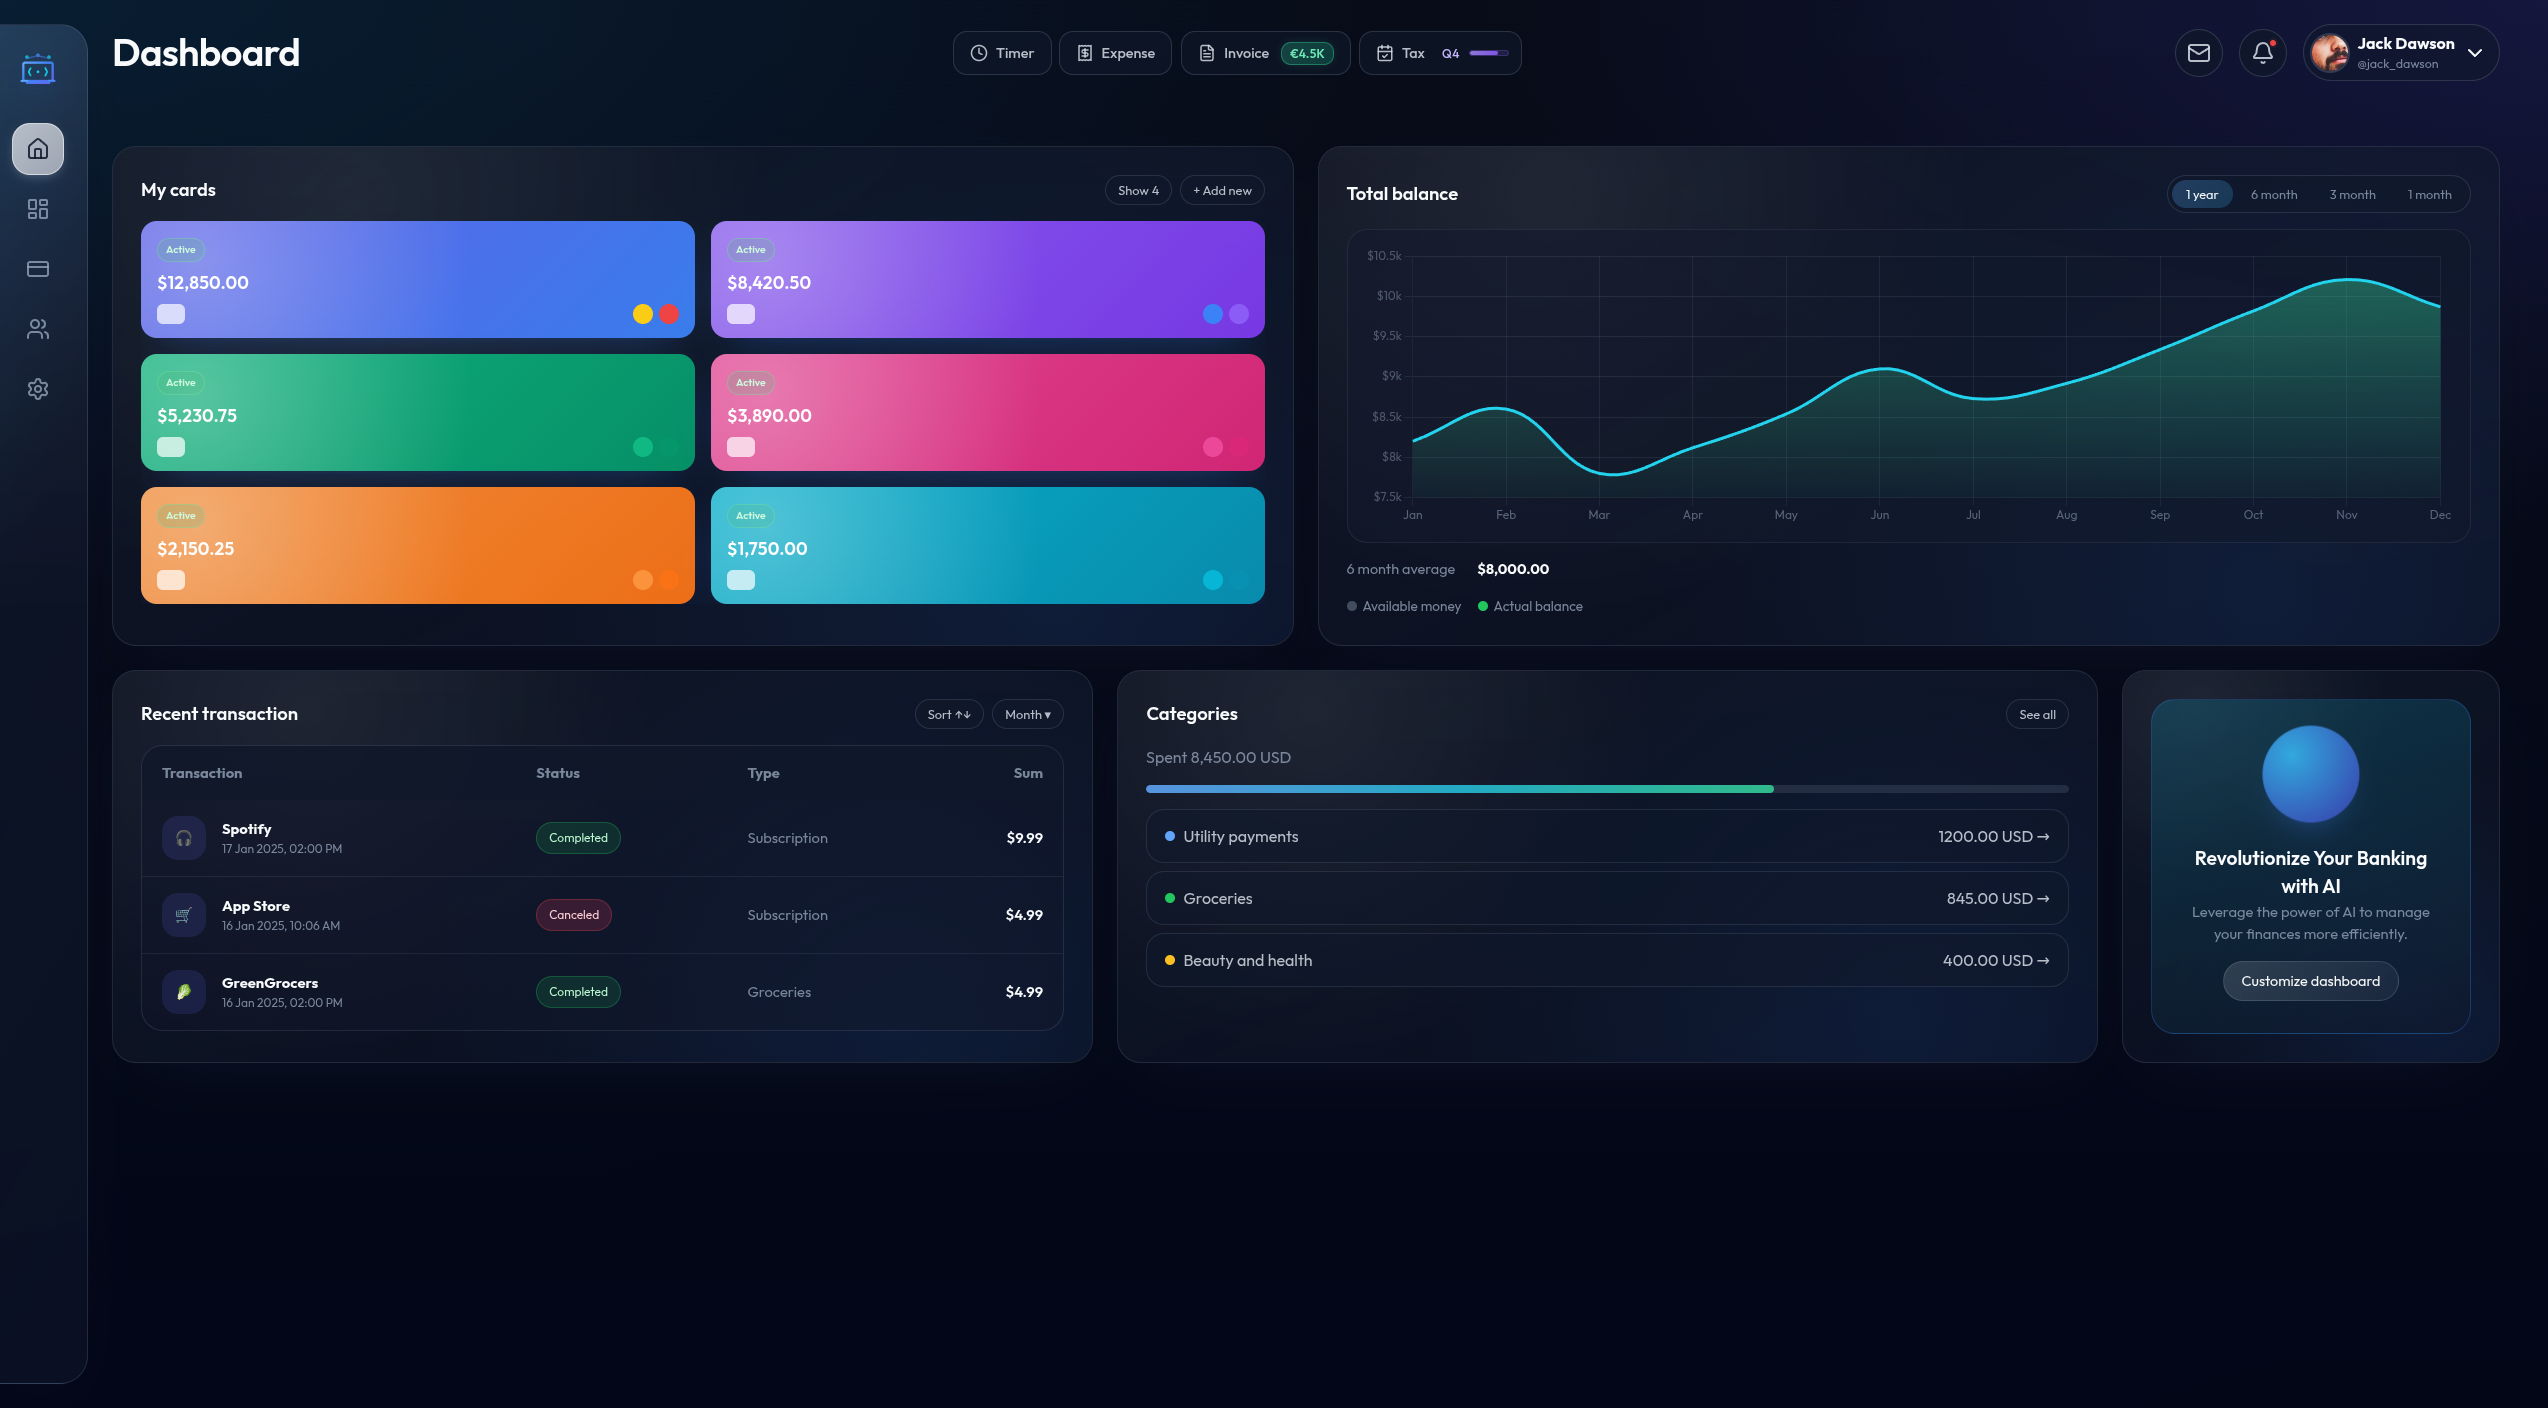 Dashboard
Timer
Expense
Invoice €4.5K
Tax Q4
Jack Dawson
@jack_dawson
My cards
Show 4
+ Add new
Active
$12,850.00
Active
$8,420.50
Active
$5,230.75
Active
$3,890.00
Active
$2,150.25
Active
$1,750.00
Total balance
1 year
6 month
3 month
1 month
$10.5k
$10k
$9.5k
$9k
$8.5k
$8k
$7.5k
Jan Feb Mar Apr May Jun Jul Aug Sep Oct Nov Dec
6 month average $8,000.00
Available money
Actual balance
Recent transaction
Sort ↑↓
Month ▾
Transaction Status Type Sum
Spotify
17 Jan 2025, 02:00 PM
Completed
Subscription
$9.99
App Store
16 Jan 2025, 10:06 AM
Canceled
Subscription
$4.99
GreenGrocers
16 Jan 2025, 02:00 PM
Completed
Groceries
$4.99
Categories
See all
Spent 8,450.00 USD
Utility payments 1200.00 USD →
Groceries 845.00 USD →
Beauty and health 400.00 USD →
Revolutionize Your Banking
with AI
Leverage the power of AI to manage
your finances more efficiently.
Customize dashboard